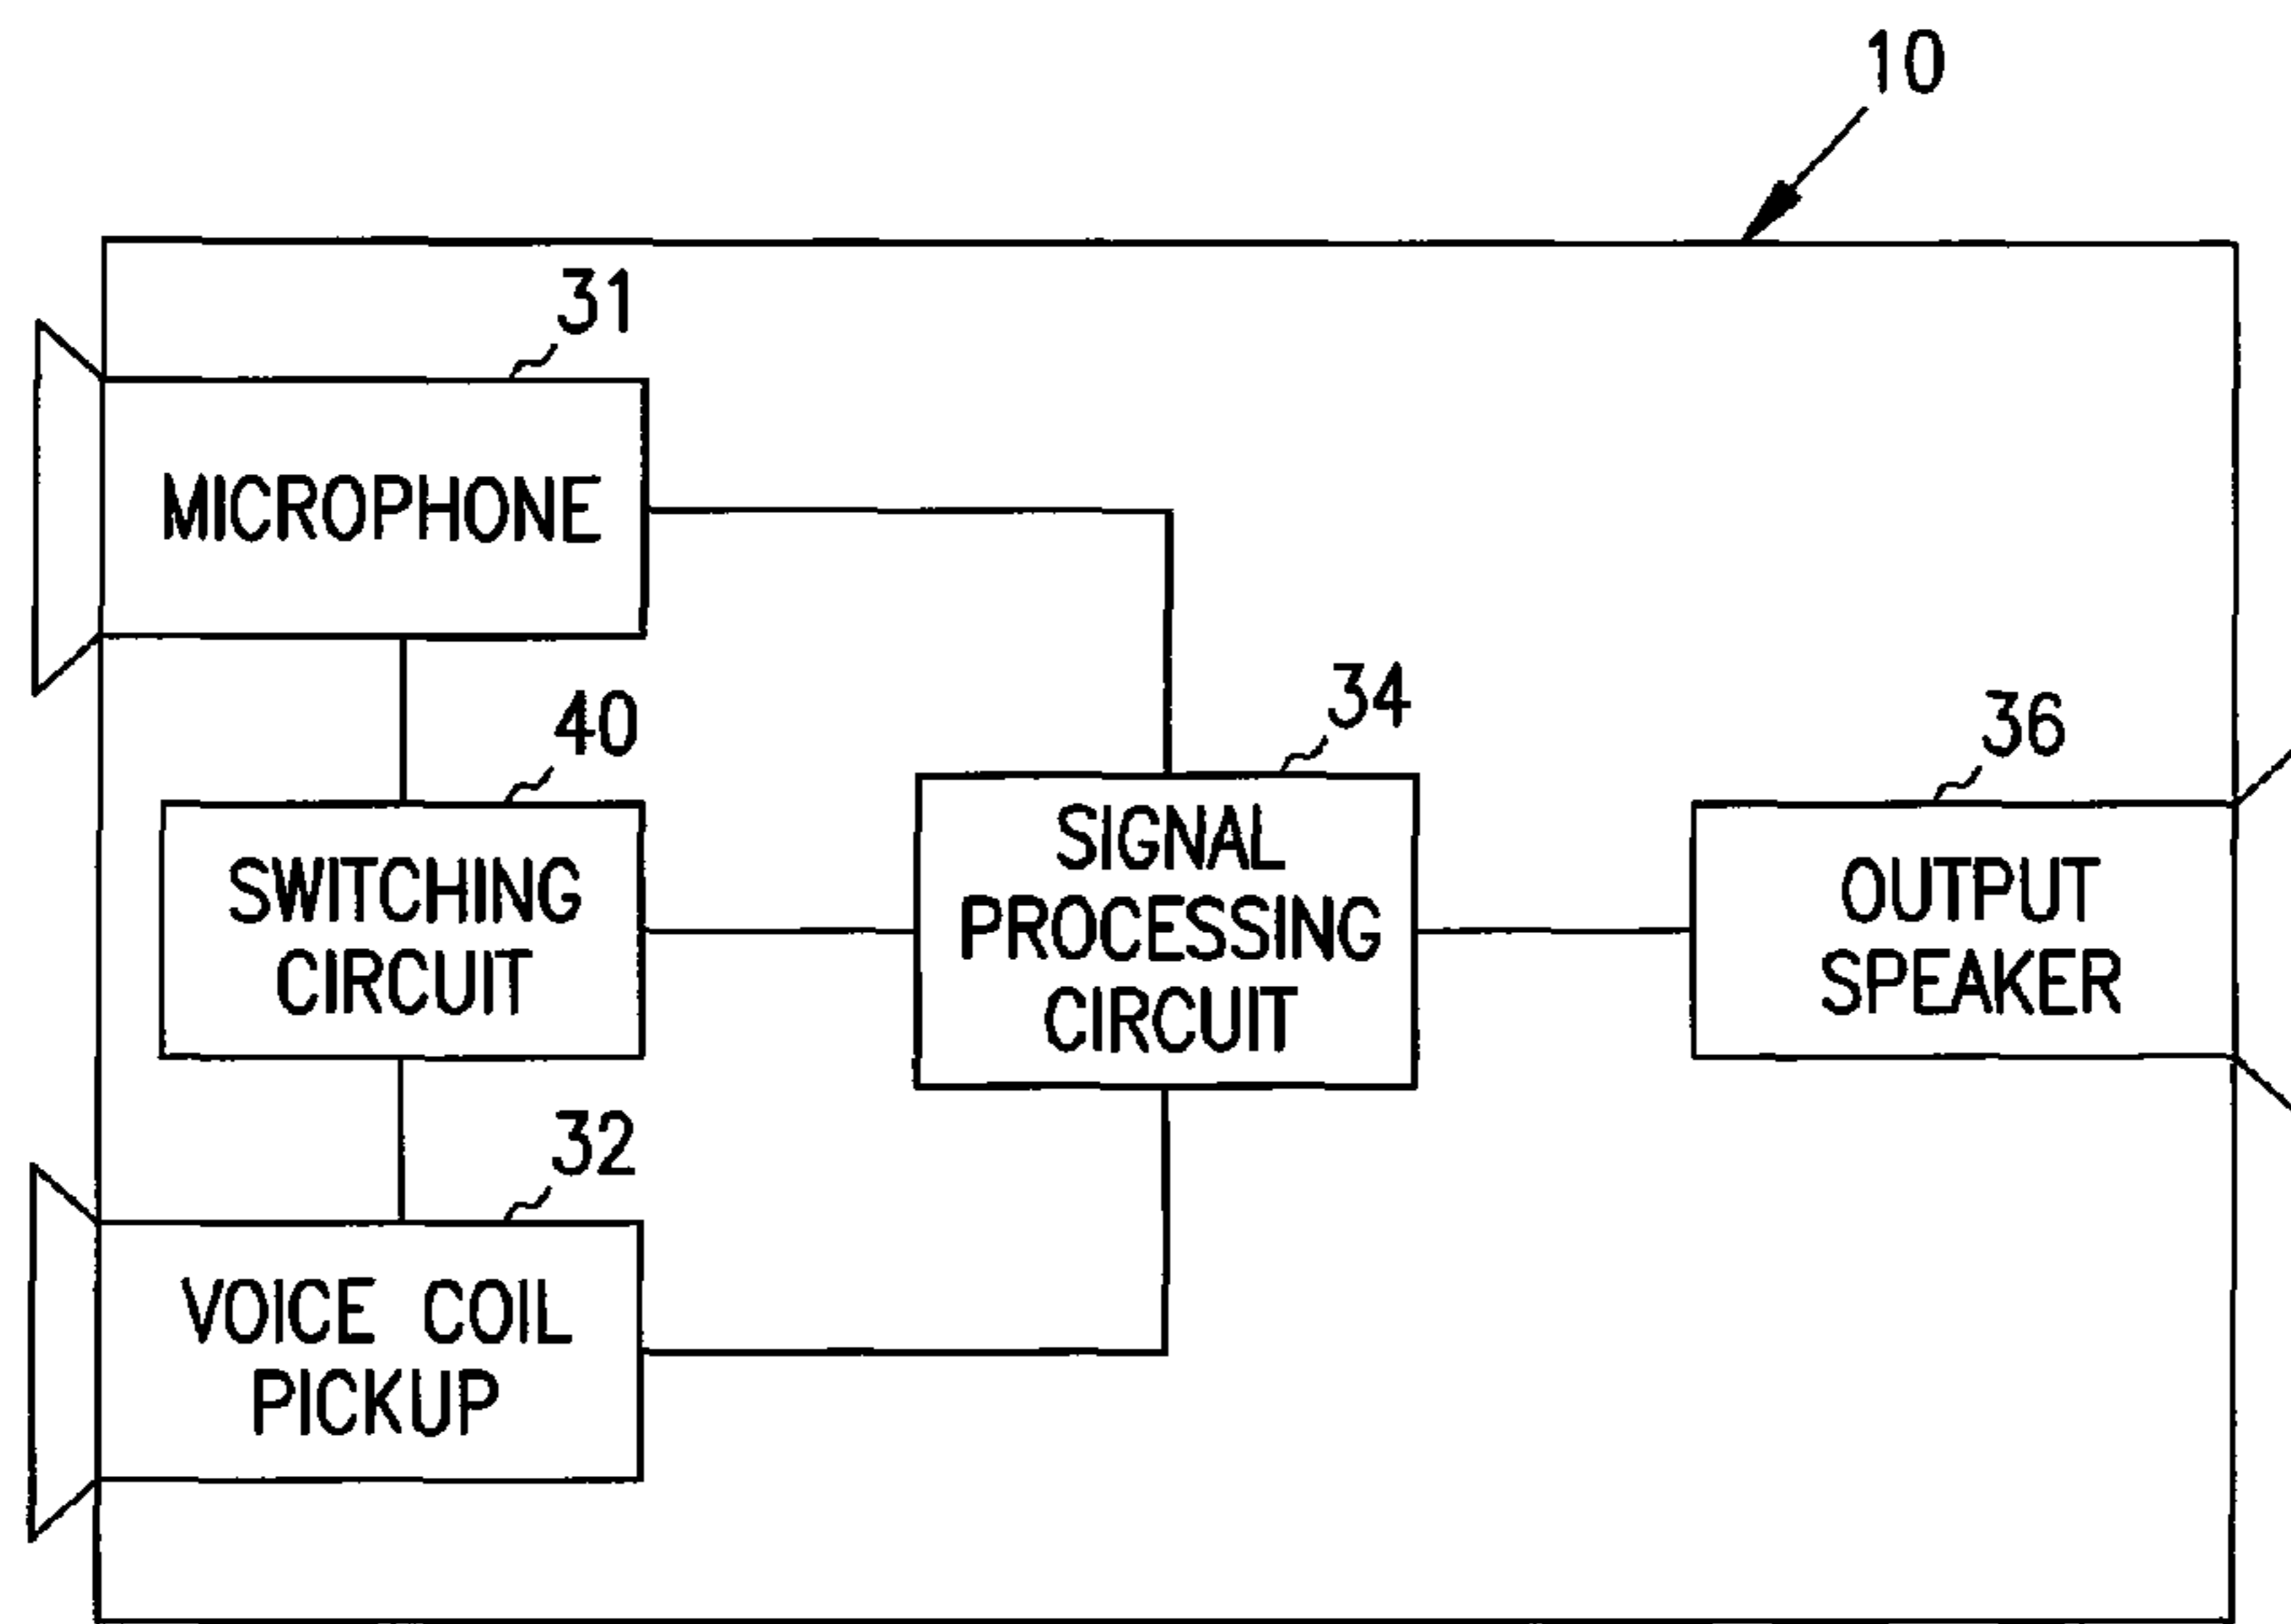 10
31
MICROPHONE
40
SWITCHING
CIRCUIT
34
SIGNAL
PROCESSING
CIRCUIT
36
OUTPUT
SPEAKER
32
VOICE COIL
PICKUP